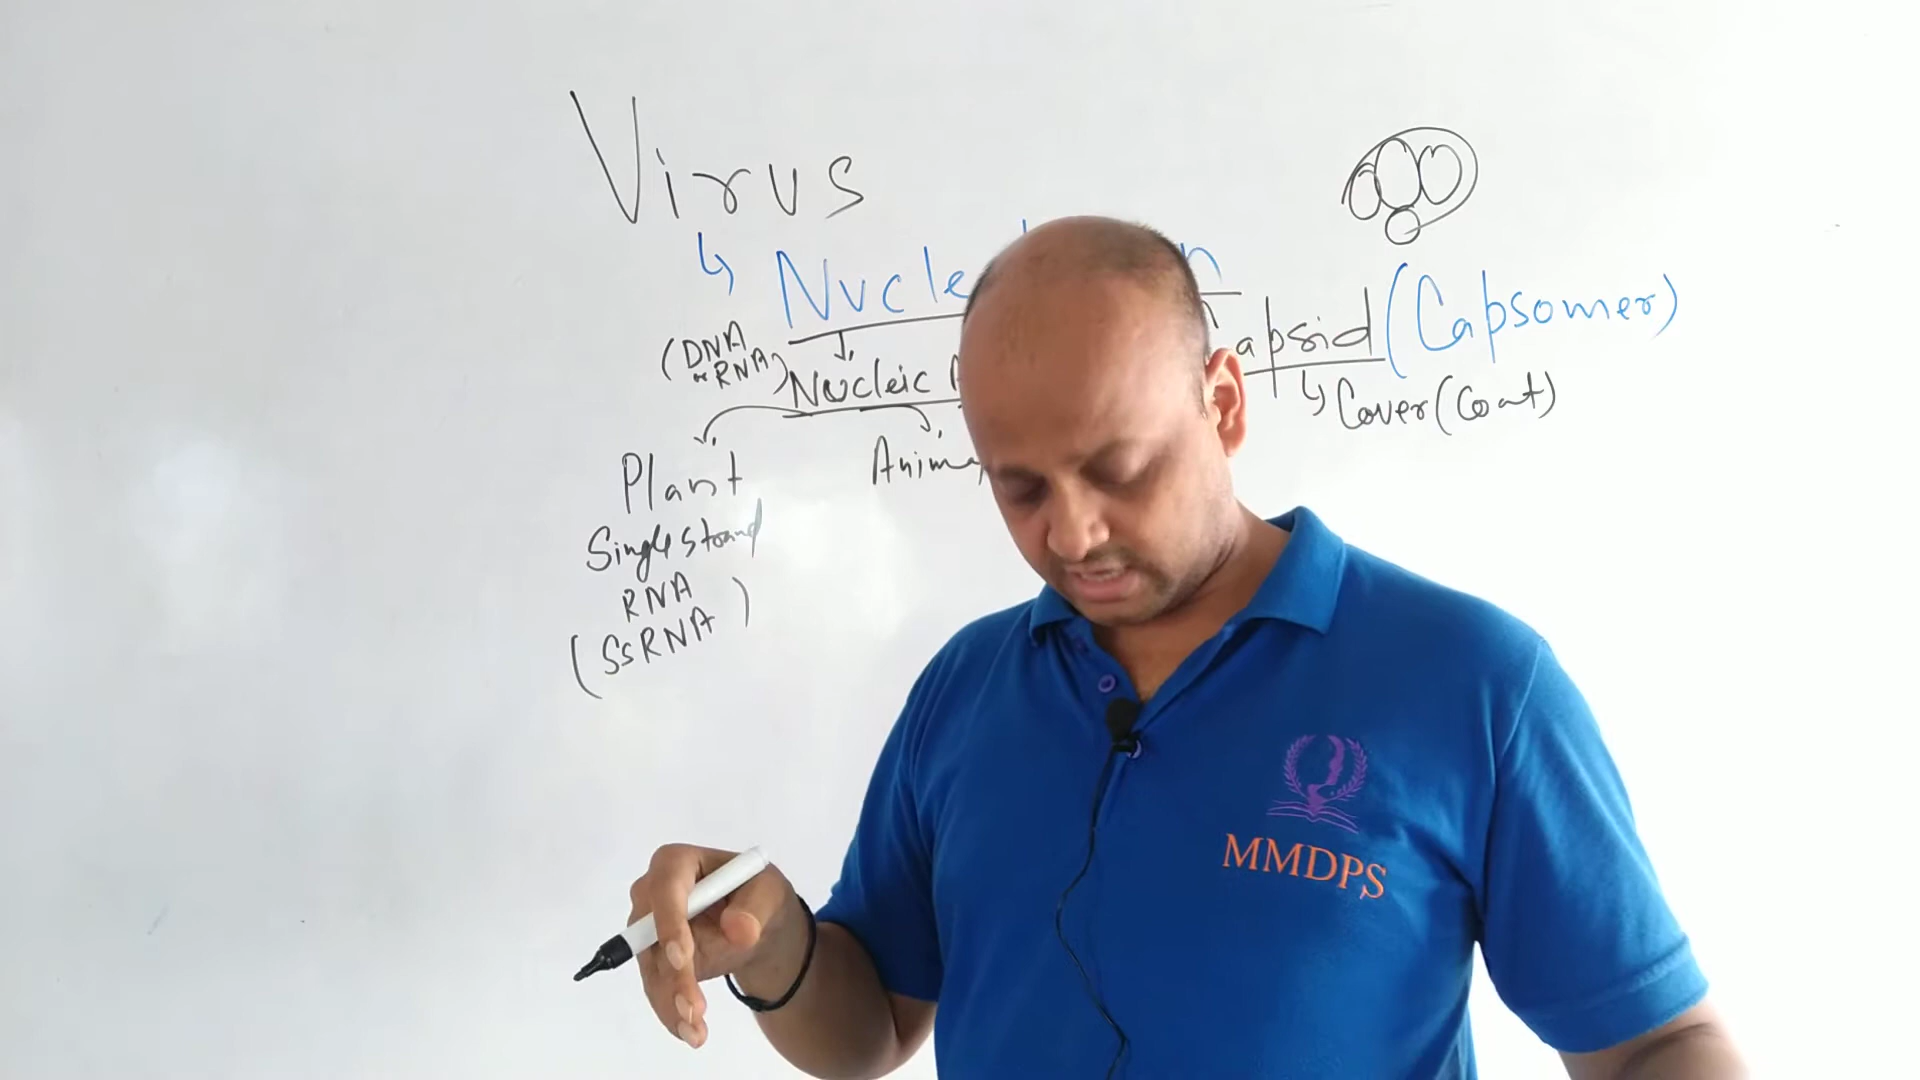 Virus
↳ Nucle n
(DNA
or RNA)
Nucleic
apsid (Capsomer)
↳ Cover (Coat)
Plant
Anima
Single strand
RNA
(SsRNA)
MMDPS